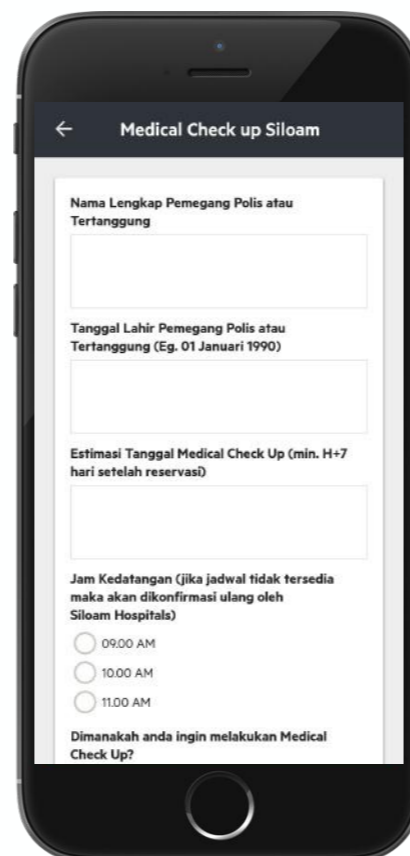 Medical Check up Siloam
Nama Lengkap Pemegang Polis atau
Tertanggung
Tanggal Lahir Pemegang Polis atau
Tertanggung (Eg. 01 Januari 1990)
Estimasi Tanggal Medical Check Up (min. H+7
hari setelah reservasi)
Jam Kedatangan (jika jadwal tidak tersedia
maka akan dikonfirmasi ulang oleh
Siloam Hospitals)
09.00 AM
10.00 AM
11.00 AM
Dimanakah anda ingin melakukan Medical
Check Up?